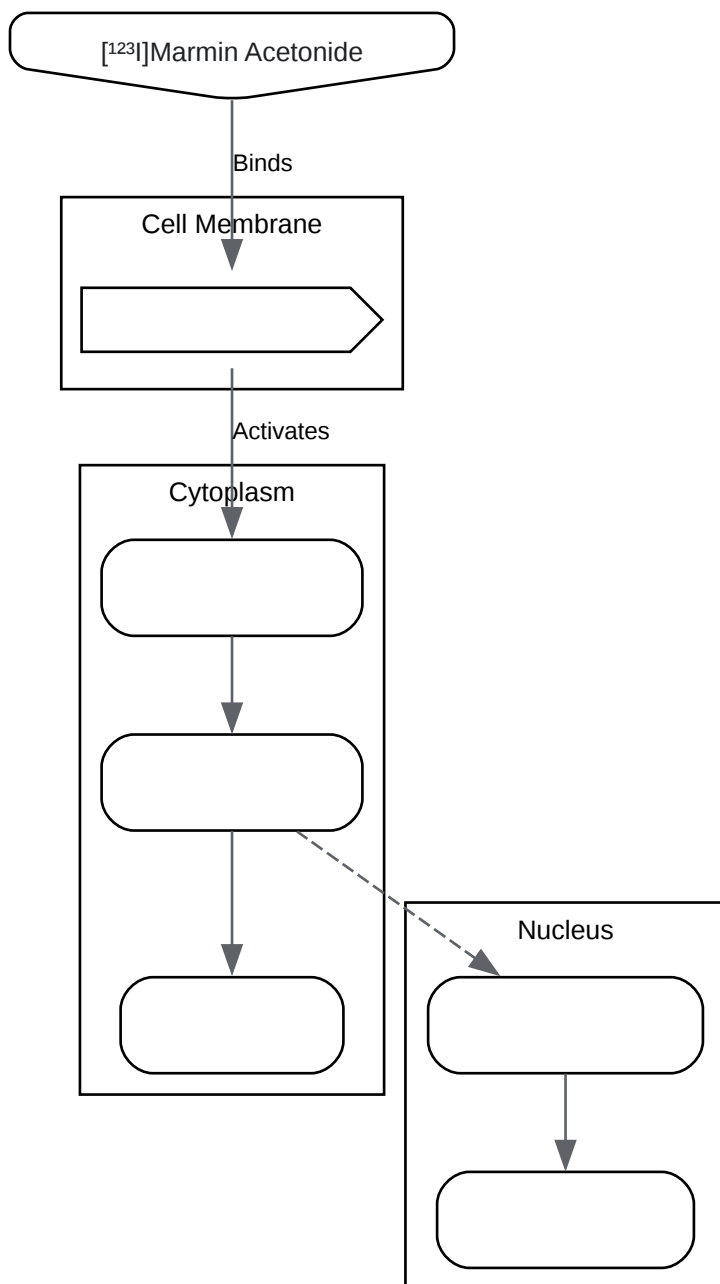 [¹²³I]Marmin Acetonide
Binds
Cell Membrane
Activates
Cytoplasm
Nucleus